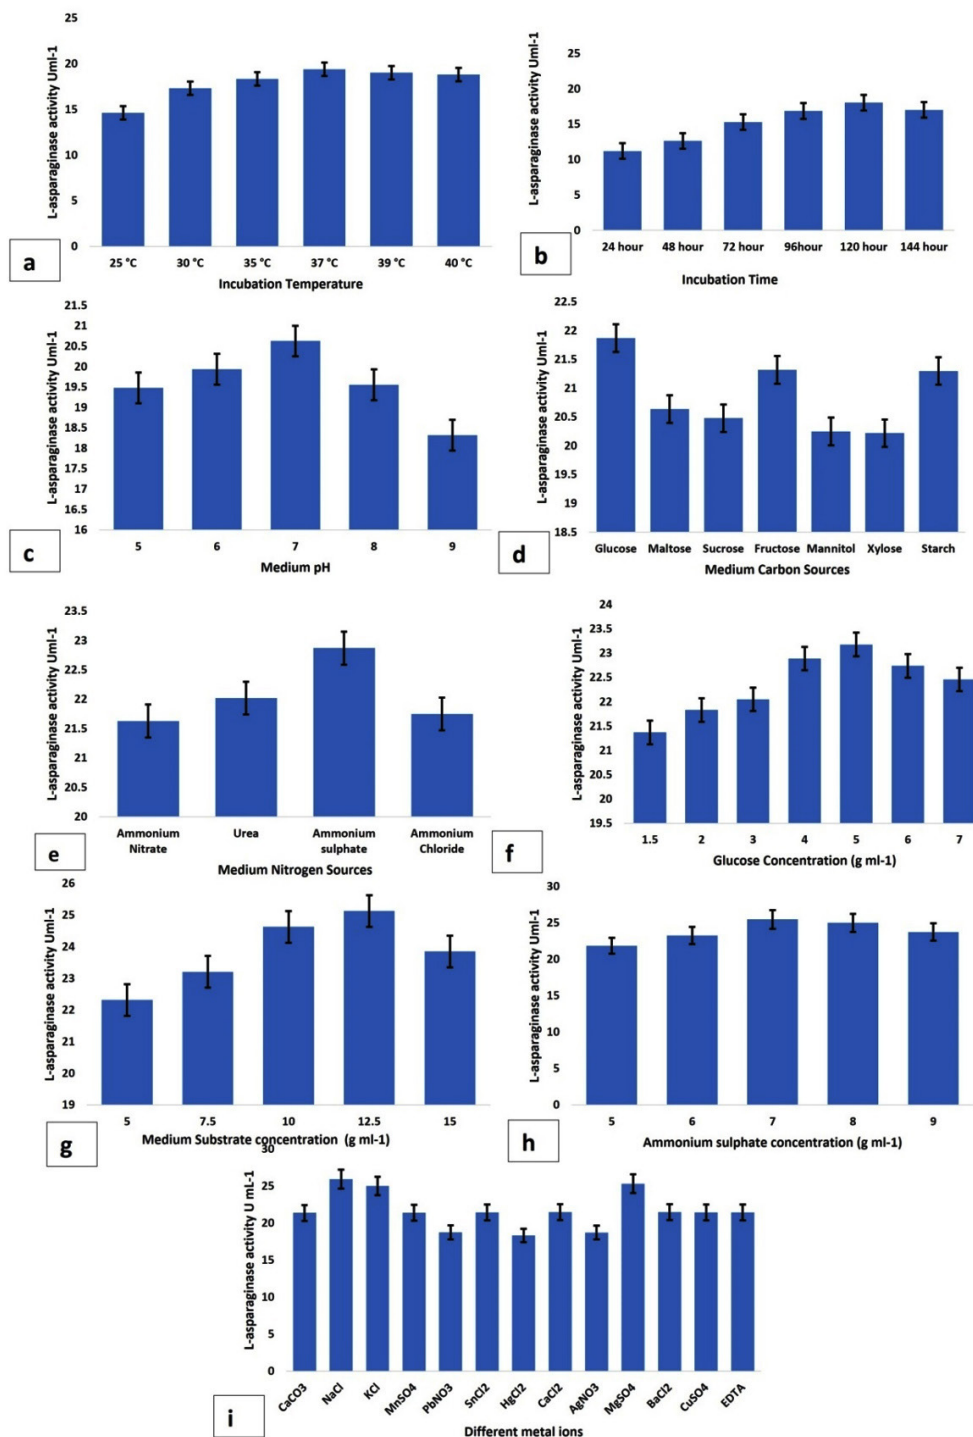 L-asparaginase activity Uml-1
25
20
15
10
5
0
25 °C 30 °C 35 °C 37 °C 39 °C 40 °C
Incubation Temperature
a
L-asparaginase activity Uml-1
25
20
15
10
5
0
24 hour 48 hour 72 hour 96hour 120 hour 144 hour
Incubation Time
b
L-asparaginase activity Uml-1
21.5
21
20.5
20
19.5
19
18.5
18
17.5
17
16.5
16
5 6 7 8 9
Medium pH
c
L-asparaginase activity Uml-1
22.5
22
21.5
21
20.5
20
19.5
19
18.5
Glucose Maltose Sucrose Fructose Mannitol Xylose Starch
Medium Carbon Sources
d
L-asparaginase activity Uml-1
23.5
23
22.5
22
21.5
21
20.5
20
Ammonium Urea Ammonium Ammonium
Nitrate sulphate Chloride
Medium Nitrogen Sources
e
L-asparaginase activity Uml-1
24
23.5
23
22.5
22
21.5
21
20.5
20
19.5
1.5 2 3 4 5 6 7
Glucose Concentration (g ml-1)
f
L-asparaginase activity Uml-1
26
25
24
23
22
21
20
19
5 7.5 10 12.5 15
Medium Substrate concentration (g ml-1)
g
L-asparaginase activity Uml-1
30
25
20
15
10
5
0
5 6 7 8 9
Ammonium sulphate concentration (g ml-1)
h
L-asparaginase activity U mL-1
30
25
20
15
10
5
0
CaCO3 NaCl KCl MnSO4 PbNO3 SnCl2 HgCl2 CaCl2 AgNO3 MgSO4 BaCl2 CuSO4 EDTA
Different metal ions
i